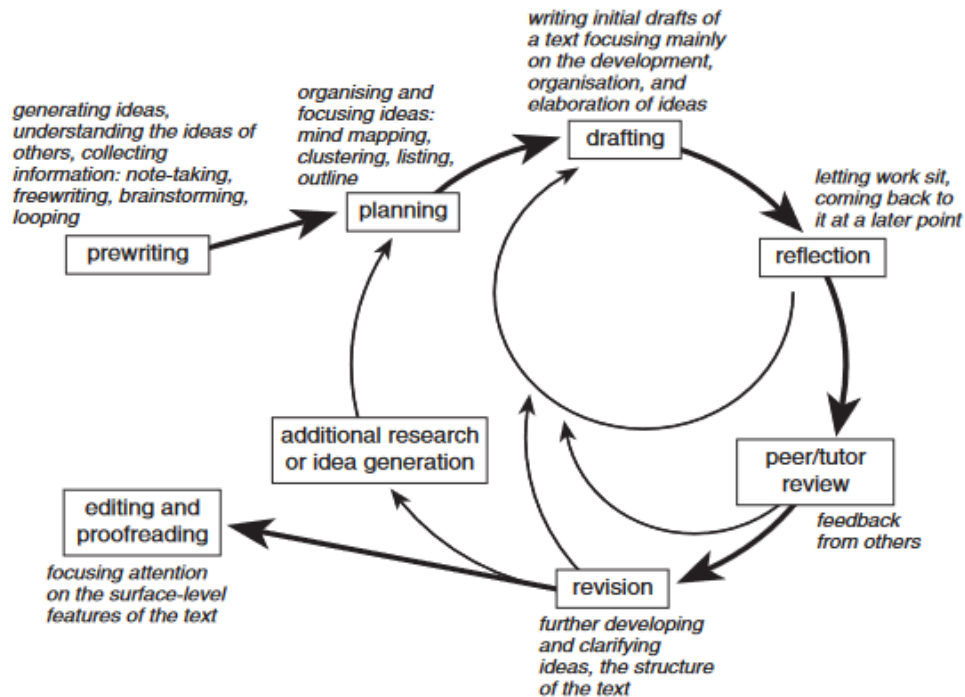 generating ideas,
understanding the ideas of
others, collecting
information: note-taking,
freewriting, brainstorming,
looping
prewriting
organising and
focusing ideas:
mind mapping,
clustering, listing,
outline
planning
writing initial drafts of
a text focusing mainly
on the development,
organisation, and
elaboration of ideas
drafting
letting work sit,
coming back to
it at a later point
reflection
peer/tutor
review
feedback
from others
revision
further developing
and clarifying
ideas, the structure
of the text
additional research
or idea generation
editing and
proofreading
focusing attention
on the surface-level
features of the text